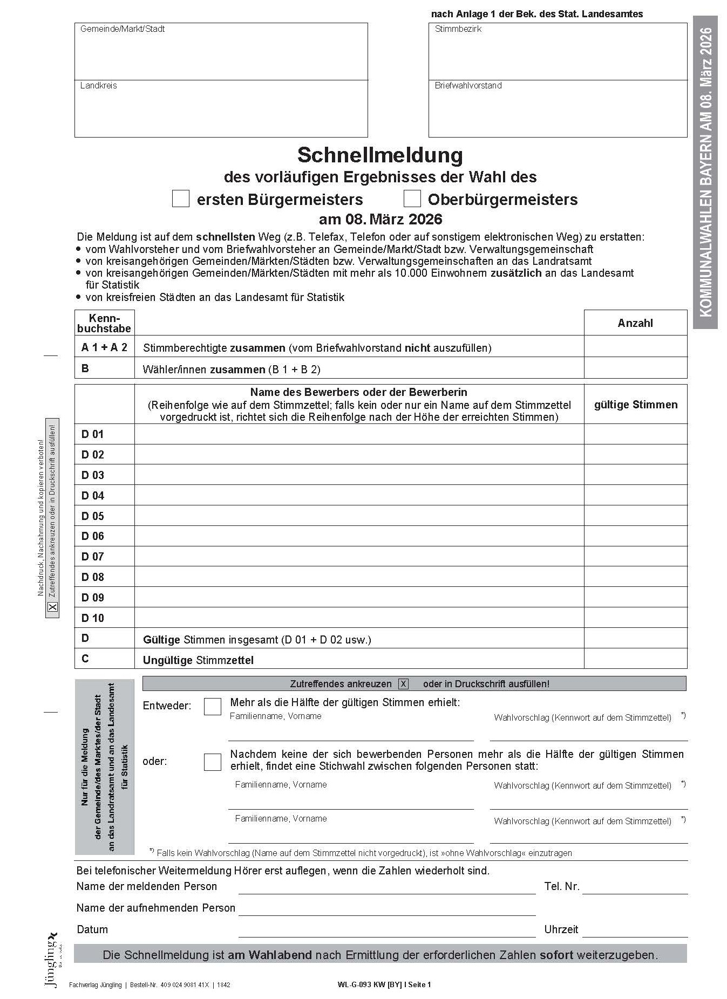 nach Anlage 1 der Bek. des Stat. Landesamtes
Gemeinde/Markt/Stadt
Stimmbezirk
Landkreis
Briefwahlvorstand
KOMMUNALWAHLEN BAYERN AM 08. März 2026
Schnellmeldung
des vorläufigen Ergebnisses der Wahl des
ersten Bürgermeisters Oberbürgermeisters
am 08. März 2026
Die Meldung ist auf dem schnellsten Weg (z.B. Telefax, Telefon oder auf sonstigem elektronischen Weg) zu erstatten:
• vom Wahlvorsteher und vom Briefwahlvorsteher an Gemeinde/Markt/Stadt bzw. Verwaltungsgemeinschaft
• von kreisangehörigen Gemeinden/Märkten/Städten bzw. Verwaltungsgemeinschaften an das Landratsamt
• von kreisangehörigen Gemeinden/Märkten/Städten mit mehr als 10.000 Einwohnern zusätzlich an das Landesamt
für Statistik
• von kreisfreien Städten an das Landesamt für Statistik
Kenn-
buchstabe
Anzahl
A 1 + A 2 Stimmberechtigte zusammen (vom Briefwahlvorstand nicht auszufüllen)
B Wähler/innen zusammen (B 1 + B 2)
Name des Bewerbers oder der Bewerberin
(Reihenfolge wie auf dem Stimmzettel; falls kein oder nur ein Name auf dem Stimmzettel
vorgedruckt ist, richtet sich die Reihenfolge nach der Höhe der erreichten Stimmen)
gültige Stimmen
D 01
D 02
D 03
D 04
D 05
D 06
D 07
D 08
D 09
D 10
D Gültige Stimmen insgesamt (D 01 + D 02 usw.)
C Ungültige Stimmzettel
Nachdruck, Nachahmung und kopieren verboten!
X Zutreffendes ankreuzen oder in Druckschrift ausfüllen!
Nur für die Meldung
der Gemeinde/des Marktes/der Stadt
an das Landratsamt und an das Landesamt
für Statistik
Zutreffendes ankreuzen X oder in Druckschrift ausfüllen!
Entweder: Mehr als die Hälfte der gültigen Stimmen erhielt:
Familienname, Vorname Wahlvorschlag (Kennwort auf dem Stimmzettel) *)
oder: Nachdem keine der sich bewerbenden Personen mehr als die Hälfte der gültigen Stimmen
erhielt, findet eine Stichwahl zwischen folgenden Personen statt:
Familienname, Vorname Wahlvorschlag (Kennwort auf dem Stimmzettel) *)
Familienname, Vorname Wahlvorschlag (Kennwort auf dem Stimmzettel) *)
*) Falls kein Wahlvorschlag (Name auf dem Stimmzettel nicht vorgedruckt), ist »ohne Wahlvorschlag« einzutragen
Bei telefonischer Weitermeldung Hörer erst auflegen, wenn die Zahlen wiederholt sind.
Name der meldenden Person Tel. Nr.
Name der aufnehmenden Person
Datum Uhrzeit
Die Schnellmeldung ist am Wahlabend nach Ermittlung der erforderlichen Zahlen sofort weiterzugeben.
Jüngling
Fachverlag Jüngling | Bestell-Nr. 409 024 9081 41X | 1842
WL-G-093 KW [BY] I Seite 1